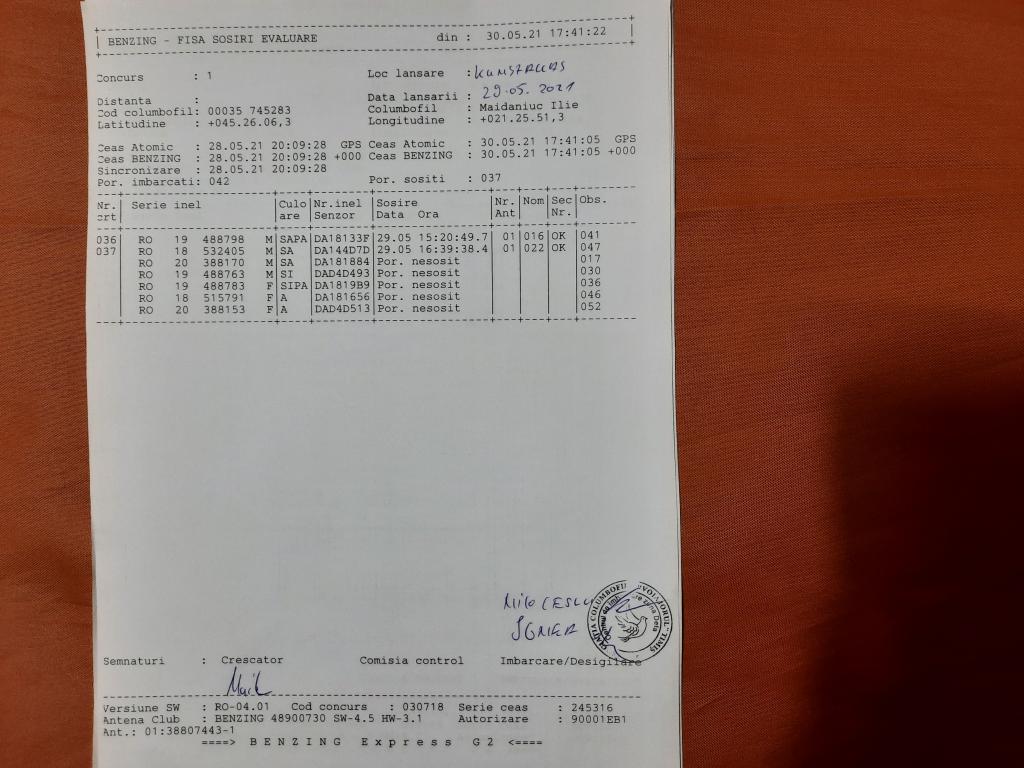 BENZING - FISA SOSIRI EVALUARE din : 30.05.21 17:41:22
Concurs : 1 Loc lansare :
Distanta : Data lansarii : 29.05. 2021
Cod columbofil: 00035 745283 Columbofil : Maidaniuc Ilie
Latitudine : +045.26.06,3 Longitudine : +021.25.51,3
Ceas Atomic : 28.05.21 20:09:28 GPS Ceas Atomic : 30.05.21 17:41:05 GPS
Ceas BENZING : 28.05.21 20:09:28 +000 Ceas BENZING : 30.05.21 17:41:05 +000
Sincronizare : 28.05.21 20:09:28
Por. imbarcati: 042 Por. sositi : 037
Nr. Serie inel Culo Nr.inel Sosire Nr. Nom Sec Obs.
crt are Senzor Data Ora Ant Nr.
036 RO 19 488798 M SAPA DA18133F 29.05 15:20:49.7 01 016 OK 041
037 RO 18 532405 M SA DA144D7D 29.05 16:39:38.4 01 022 OK 047
RO 20 388170 M SA DA181884 Por. nesosit 017
RO 19 488763 M SI DAD4D493 Por. nesosit 030
RO 19 488783 F SIPA DA1819B9 Por. nesosit 036
RO 18 515791 F A DA181656 Por. nesosit 046
RO 20 388153 F A DAD4D513 Por. nesosit 052
Semnaturi : Crescator Comisia control Imbarcare/Desigilare
Versiune SW : RO-04.01 Cod concurs : 030718 Serie ceas : 245316
Antena Club : BENZING 48900730 SW-4.5 HW-3.1 Autorizare : 90001EB1
Ant.: 01:38807443-1
====> B E N Z I N G E x p r e s s G 2 <====